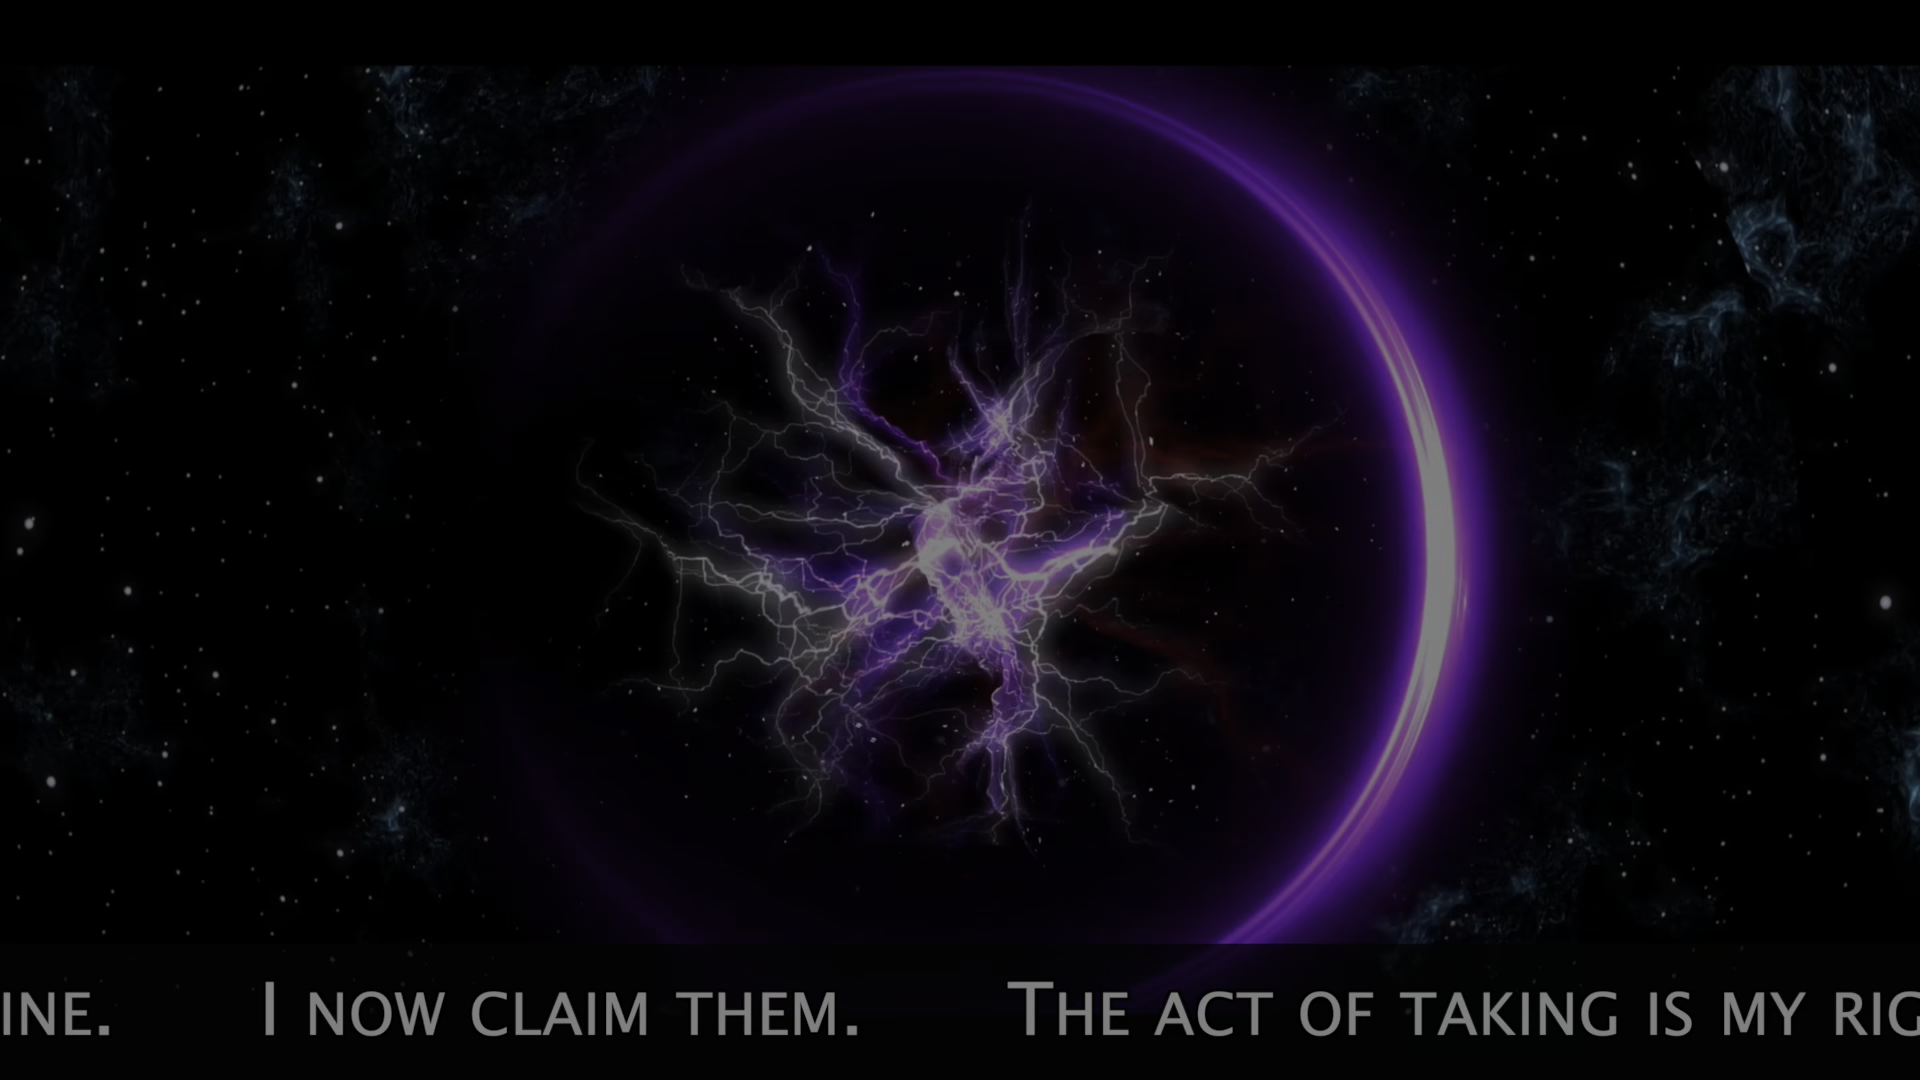 INE. I NOW CLAIM THEM. THE ACT OF TAKING IS MY RIG